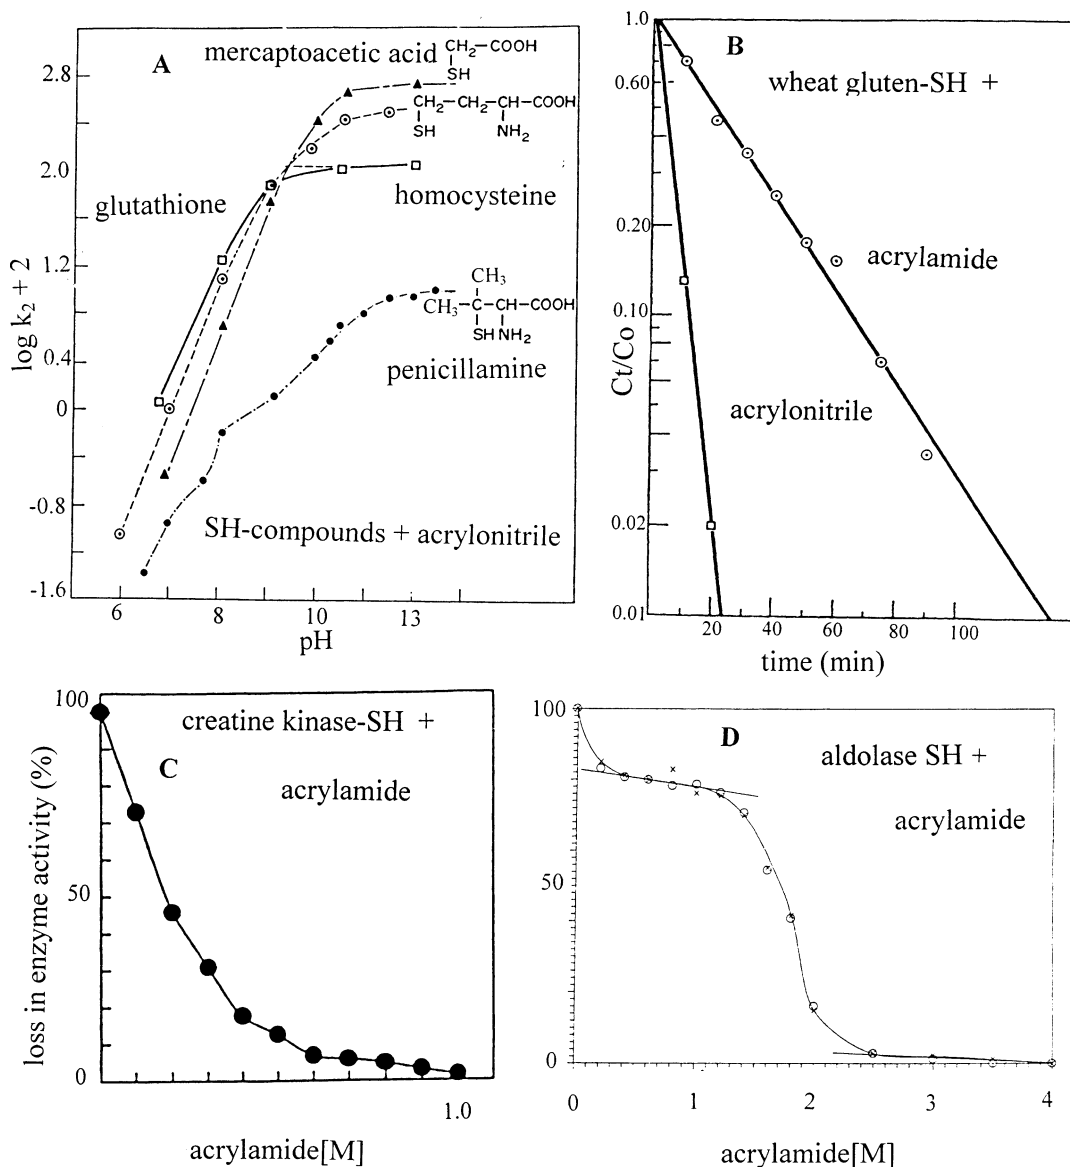 A
mercaptoacetic acid
CH2-COOH
SH
CH2-CH2-CH-COOH
SH NH2
glutathione
homocysteine
CH3
CH3-C-CH-COOH
SH NH2
penicillamine
SH-compounds + acrylonitrile
log k2 + 2
2.8
2.0
1.2
0.4
0
-0.8
-1.6
6
8
10
13
pH
B
wheat gluten-SH +
acrylamide
acrylonitrile
Ct/Co
1.0
0.60
0.20
0.10
0.02
0.01
20
40
60
80
100
time (min)
C
creatine kinase-SH +
acrylamide
loss in enzyme activity (%)
100
50
0
1.0
acrylamide[M]
D
aldolase SH +
acrylamide
100
50
0
0
1
2
3
4
acrylamide[M]